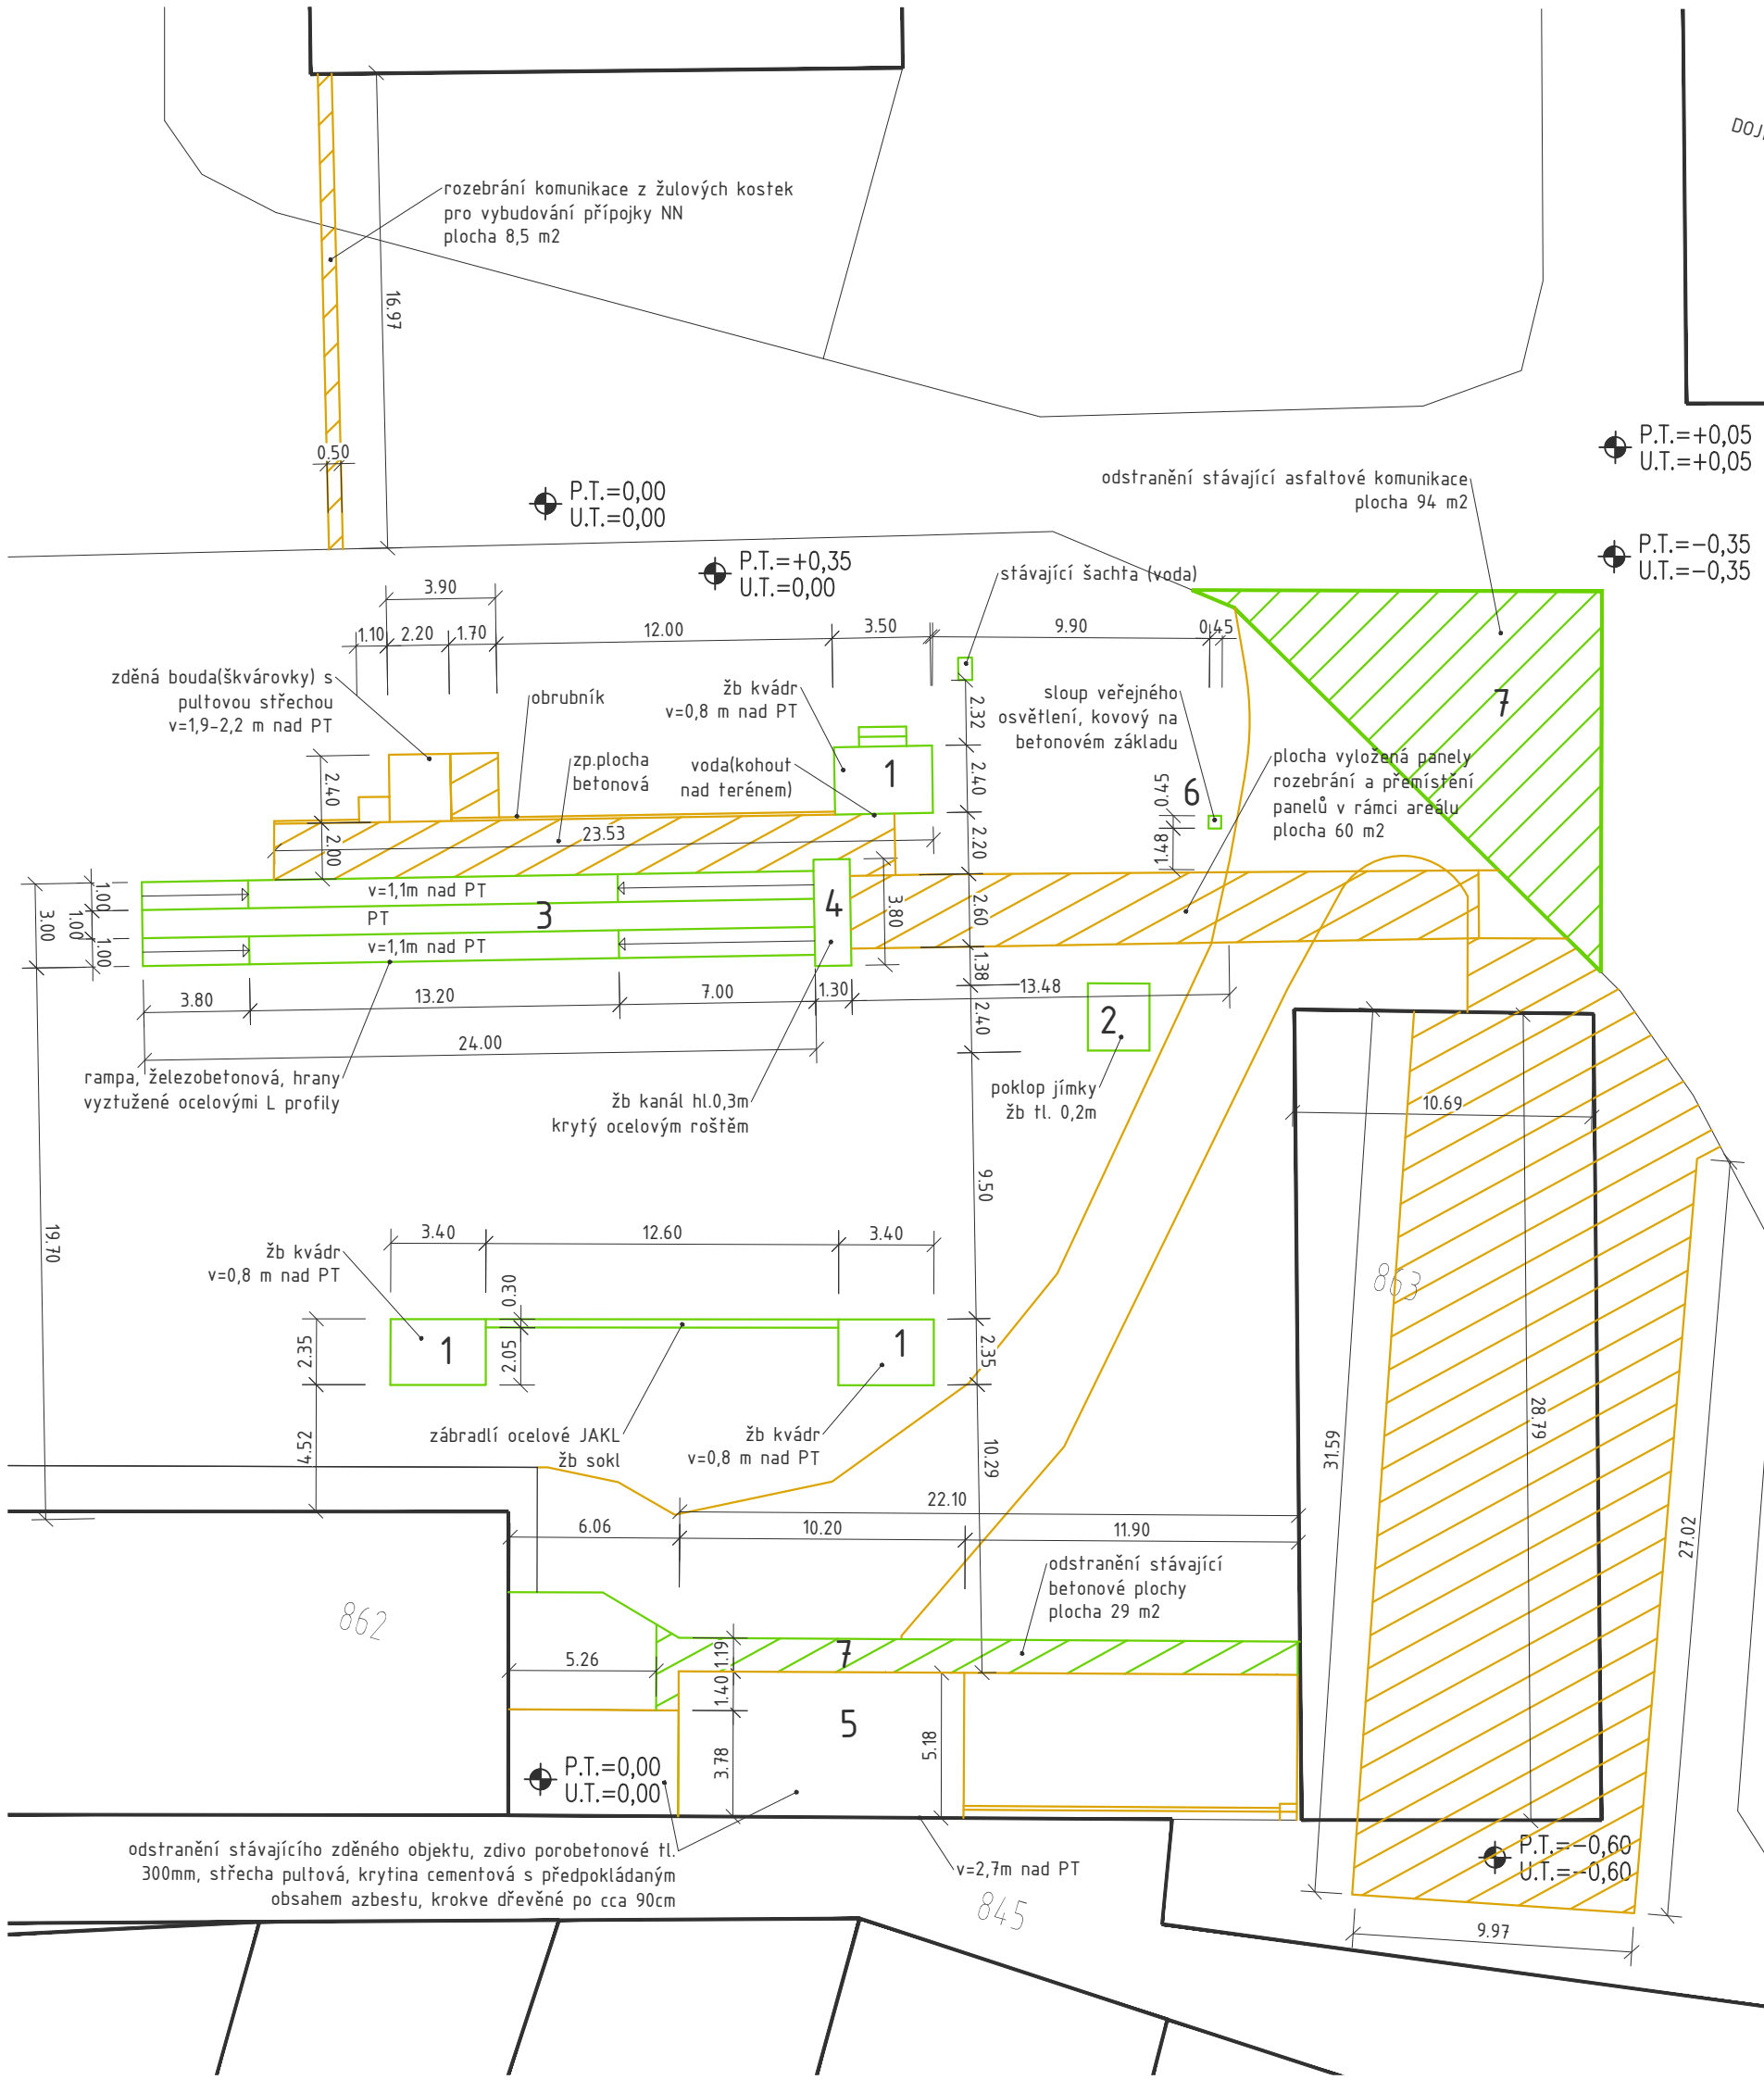 DOJ
rozebrání komunikace z žulových kostek
pro vybudování přípojky NN
plocha 8,5 m2
16.97
0.50
P.T.=+0,05
U.T.=+0,05
odstranění stávající asfaltové komunikace
plocha 94 m2
P.T.=0,00
U.T.=0,00
P.T.=-0,35
U.T.=-0,35
P.T.=+0,35
U.T.=0,00
stávající šachta (voda)
3.90
1.10
2.20
1.70
12.00
3.50
9.90
0.45
zděná bouda(škvárovky) s
pultovou střechou
v=1,9-2,2 m nad PT
obrubník
žb kvádr
v=0,8 m nad PT
sloup veřejného
osvětlení, kovový na
betonovém základu
7
2.32
zp.plocha
betonová
voda(kohout
nad terénem)
1
2.40
2.40
0.45
6
plocha vyložená panely
rozebrání a přemístění
panelů v rámci areálu
plocha 60 m2
23.53
2.00
2.20
1.48
1.00
1.00
1.00
3.00
v=1,1m nad PT
PT
v=1,1m nad PT
3
4
3.80
2.60
1.38
3.80
13.20
7.00
1.30
13.48
2.40
2.
24.00
rampa, železobetonová, hrany
vyztužené ocelovými L profily
žb kanál hl.0,3m
krytý ocelovým roštěm
poklop jímky
žb tl. 0,2m
10.69
9.50
19.70
3.40
12.60
3.40
žb kvádr
v=0,8 m nad PT
0.30
863
2.35
1
2.05
1
2.35
4.52
zábradlí ocelové JAKL
žb sokl
žb kvádr
v=0,8 m nad PT
10.29
31.59
28.79
27.02
22.10
6.06
10.20
11.90
odstranění stávající
betonové plochy
plocha 29 m2
862
5.26
1.19
7
1.40
5
3.78
5.18
P.T.=0,00
U.T.=0,00
odstranění stávajícího zděného objektu, zdivo porobetonové tl.
300mm, střecha pultová, krytina cementová s předpokládaným
obsahem azbestu, krokve dřevěné po cca 90cm
v=2,7m nad PT
P.T.=-0,60
U.T.=-0,60
845
9.97